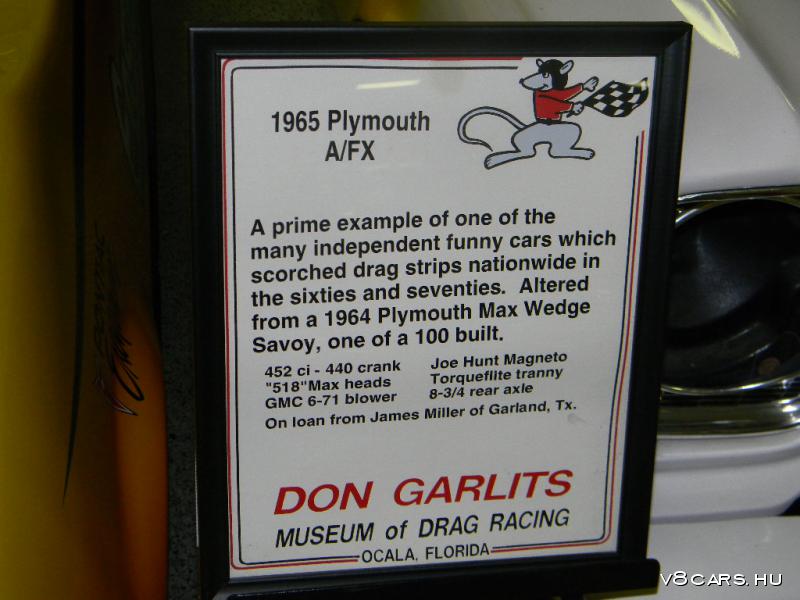 1965 Plymouth
A/FX
A prime example of one of the
many independent funny cars which
scorched drag strips nationwide in
the sixties and seventies. Altered
from a 1964 Plymouth Max Wedge
Savoy, one of a 100 built.
452 ci - 440 crank
"518"Max heads
GMC 6-71 blower
Joe Hunt Magneto
Torqueflite tranny
8-3/4 rear axle
On loan from James Miller of Garland, Tx.
DON GARLITS
MUSEUM of DRAG RACING
OCALA, FLORIDA
V8CARS.HU